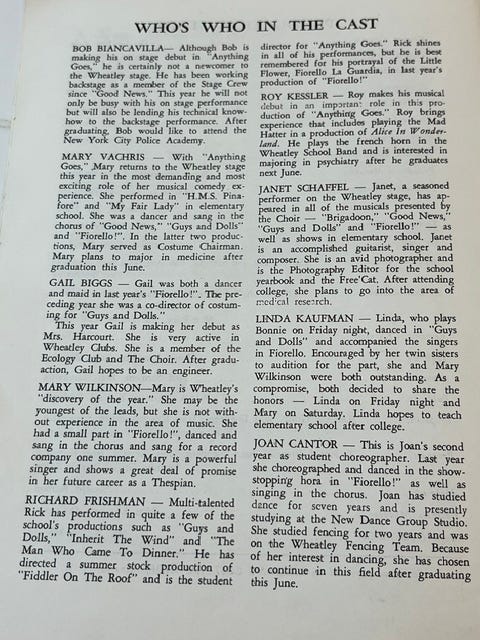 WHO'S WHO IN THE CAST
BOB BIANCAVILLA— Although Bob is
making his on stage debut in "Anything
Goes," he is certainly not a newcomer to
the Wheatley stage. He has been working
backstage as a member of the Stage Crew
since "Good News." This year he will not
only be busy with his on stage performance
but will also be lending his technical know-
how to the backstage performance. After
graduating, Bob would like to attend the
New York City Police Academy.
MARY VACHRIS — With "Anything
Goes," Mary returns to the Wheatley stage
this year in the most demanding and most
exciting role of her musical comedy ex-
perience. She performed in "H.M.S. Pina-
fore" and "My Fair Lady" in elementary
school. She was a dancer and sang in the
chorus of "Good News," "Guys and Dolls"
and "Fiorello!". In the latter two produc-
tions, Mary served as Costume Chairman.
Mary plans to major in medicine after
graduation this June.
GAIL BIGGS — Gail was both a dancer
and maid in last year's "Fiorello!". The pre-
ceding year she was a co-director of costum-
ing for "Guys and Dolls."
This year Gail is making her debut as
Mrs. Harcourt. She is very active in
Wheatley Clubs. She is a member of the
Ecology Club and The Choir. After gradu-
ation, Gail hopes to be an engineer.
MARY WILKINSON—Mary is Wheatley's
"discovery of the year." She may be the
youngest of the leads, but she is not with-
out experience in the area of music. She
had a small part in "Fiorello!", danced and
sang in the chorus and sang for a record
company one summer. Mary is a powerful
singer and shows a great deal of promise
in her future career as a Thespian.
RICHARD FRISHMAN — Multi-talented
Rick has performed in quite a few of the
school's productions such as "Guys and
Dolls," "Inherit The Wind" and "The
Man Who Came To Dinner." He has
directed a summer stock production of
"Fiddler On The Roof" and is the student
director for "Anything Goes." Rick shines
in all of his performances, but he is best
remembered for his portrayal of the Little
Flower, Fiorello La Guardia, in last year's
production of "Fiorello!"
ROY KESSLER — Roy makes his musical
debut in an important role in this pro-
duction of "Anything Goes." Roy brings
experience that includes playing the Mad
Hatter in a production of Alice In Wonder-
land. He plays the french horn in the
Wheatley School Band and is interested in
majoring in psychiatry after he graduates
next June.
JANET SCHAFFEL — Janet, a seasoned
performer on the Wheatley stage, has ap-
peared in all of the musicals presented by
the Choir — "Brigadoon," "Good News,"
"Guys and Dolls" and "Fiorello!" — as
well as shows in elementary school. Janet
is an accomplished guitarist, singer and
composer. She is an avid photographer and
is the Photography Editor for the school
yearbook and the Free'Cat. After attending
college, she plans to go into the area of
medical research.
LINDA KAUFMAN — Linda, who plays
Bonnie on Friday night, danced in "Guys
and Dolls" and accompanied the singers
in Fiorello. Encouraged by her twin sisters
to audition for the part, she and Mary
Wilkinson were both outstanding. As a
compromise, both decided to share the
honors — Linda on Friday night and
Mary on Saturday. Linda hopes to teach
elementary school after college.
JOAN CANTOR — This is Joan's second
year as student choreographer. Last year
she choreographed and danced in the show-
stopping hora in "Fiorello!" as well as
singing in the chorus. Joan has studied
dance for seven years and is presently
studying at the New Dance Group Studio.
She studied fencing for two years and was
on the Wheatley Fencing Team. Because
of her interest in dancing, she has chosen
to continue in this field after graduating
this June.